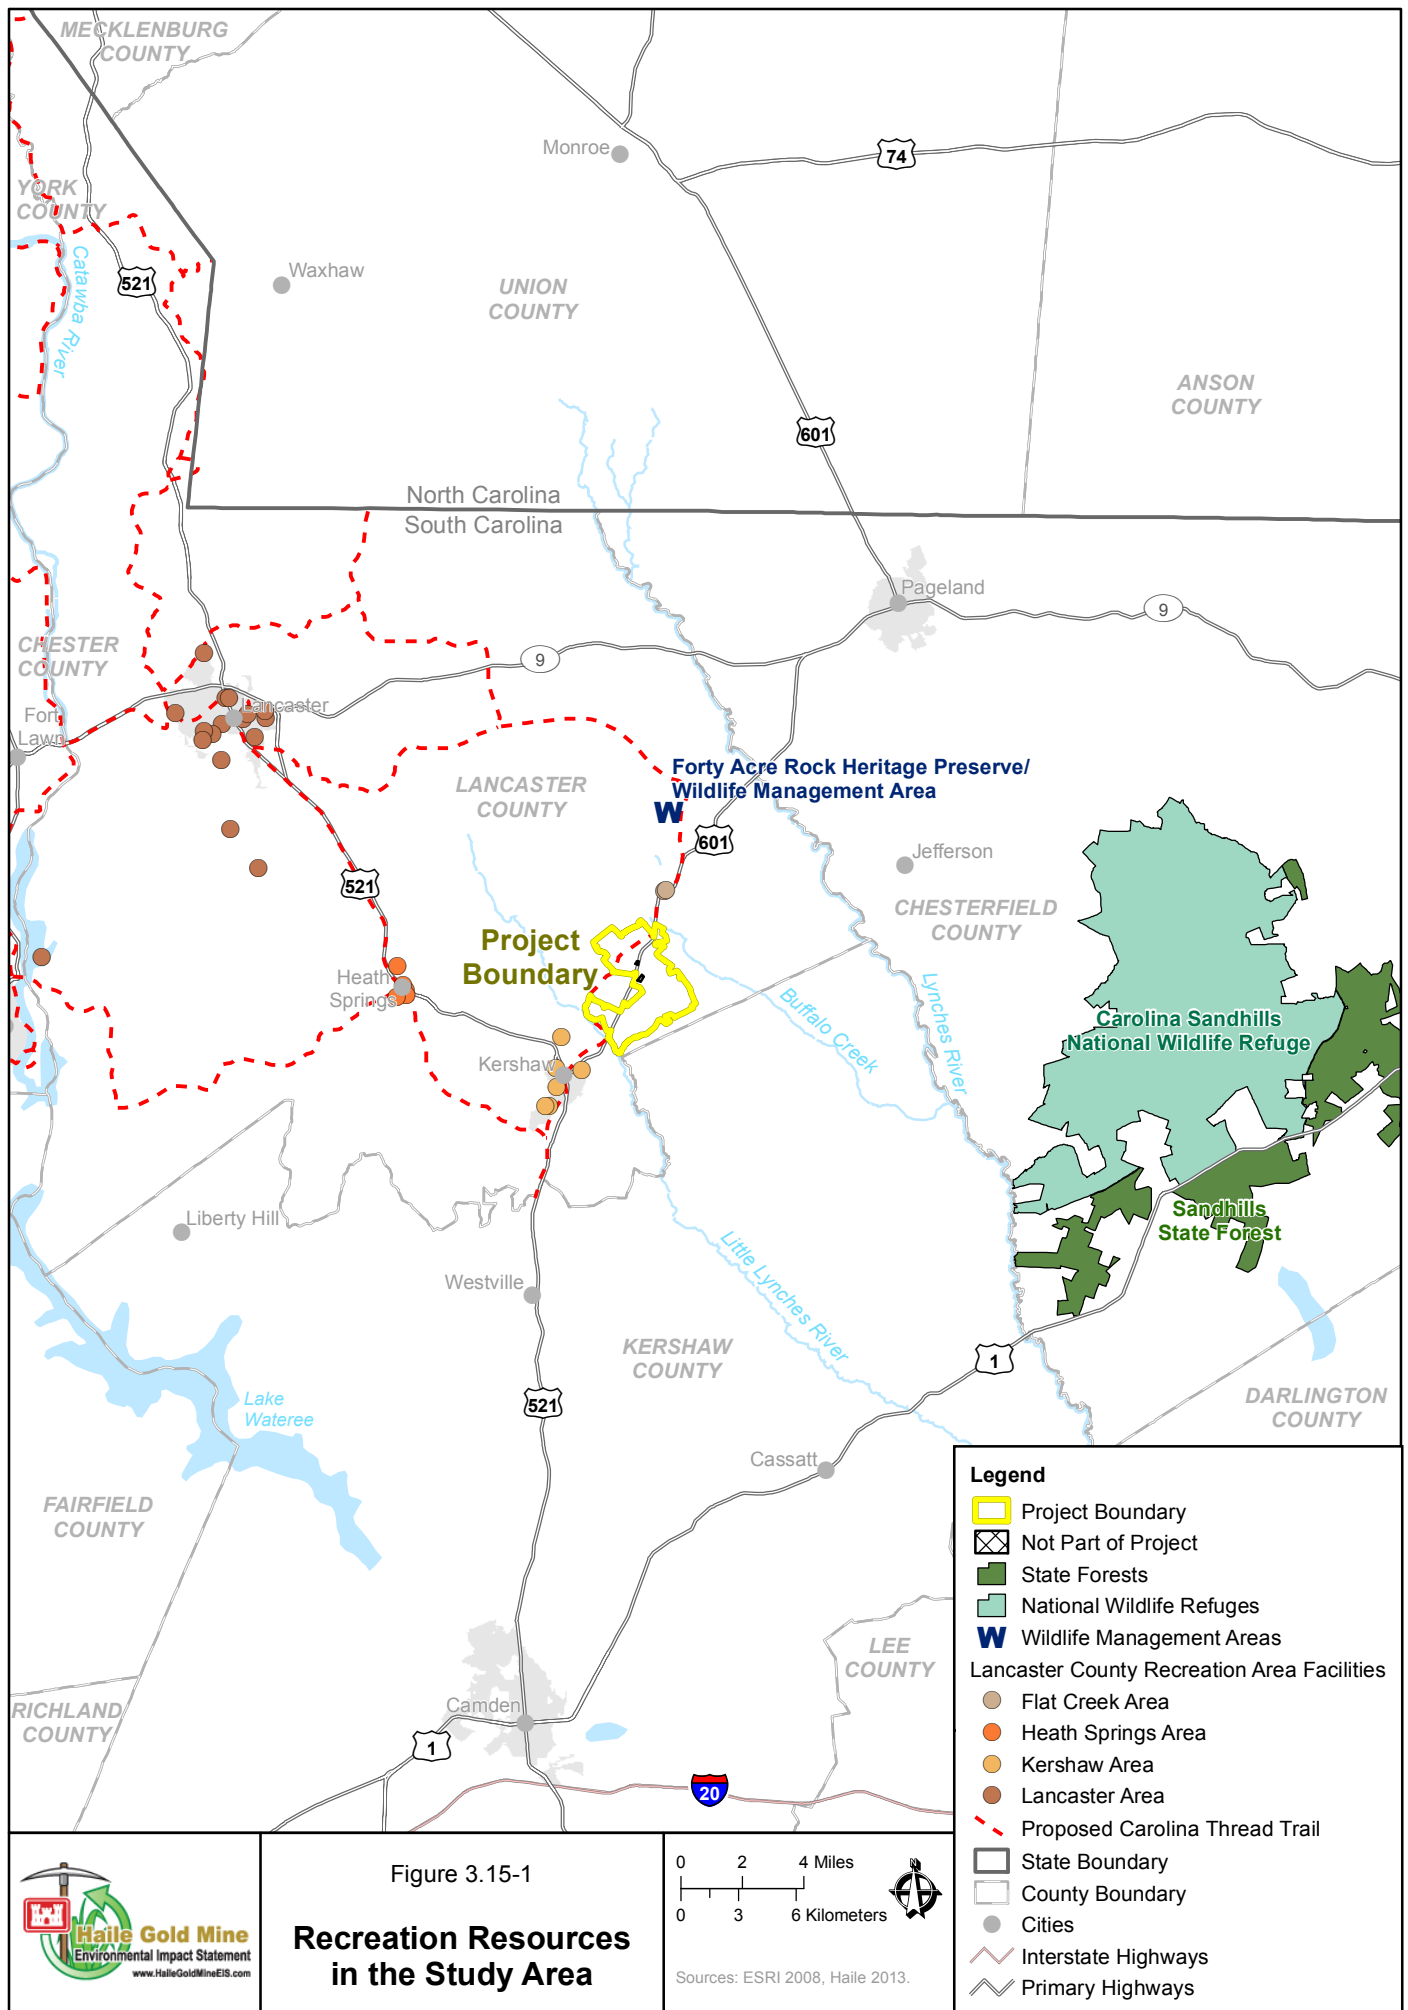 MECKLENBURG
COUNTY
Monroe
74
YORK
COUNTY
Catawba River
521
Waxhaw
UNION
COUNTY
ANSON
COUNTY
601
North Carolina
South Carolina
Pageland
9
9
CHESTER
COUNTY
Fort
Lawn
Lancaster
LANCASTER
COUNTY
Forty Acre Rock Heritage Preserve/
Wildlife Management Area
W
601
Jefferson
521
CHESTERFIELD
COUNTY
Project
Boundary
Heath
Springs
Buffalo Creek
Lynches River
Carolina Sandhills
National Wildlife Refuge
Kershaw
Sandhills
State Forest
Liberty Hill
Little Lynches River
Westville
KERSHAW
COUNTY
1
Lake
Wateree
521
DARLINGTON
COUNTY
Cassatt
FAIRFIELD
COUNTY
LEE
COUNTY
RICHLAND
COUNTY
Camden
1
20
Legend
Project Boundary
Not Part of Project
State Forests
National Wildlife Refuges
W Wildlife Management Areas
Lancaster County Recreation Area Facilities
Flat Creek Area
Heath Springs Area
Kershaw Area
Lancaster Area
Proposed Carolina Thread Trail
State Boundary
County Boundary
Cities
Interstate Highways
Primary Highways
Haile Gold Mine
Environmental Impact Statement
www.HaileGoldMineEIS.com
Figure 3.15-1
Recreation Resources
in the Study Area
0 2 4 Miles
0 3 6 Kilometers
N
Sources: ESRI 2008, Haile 2013.